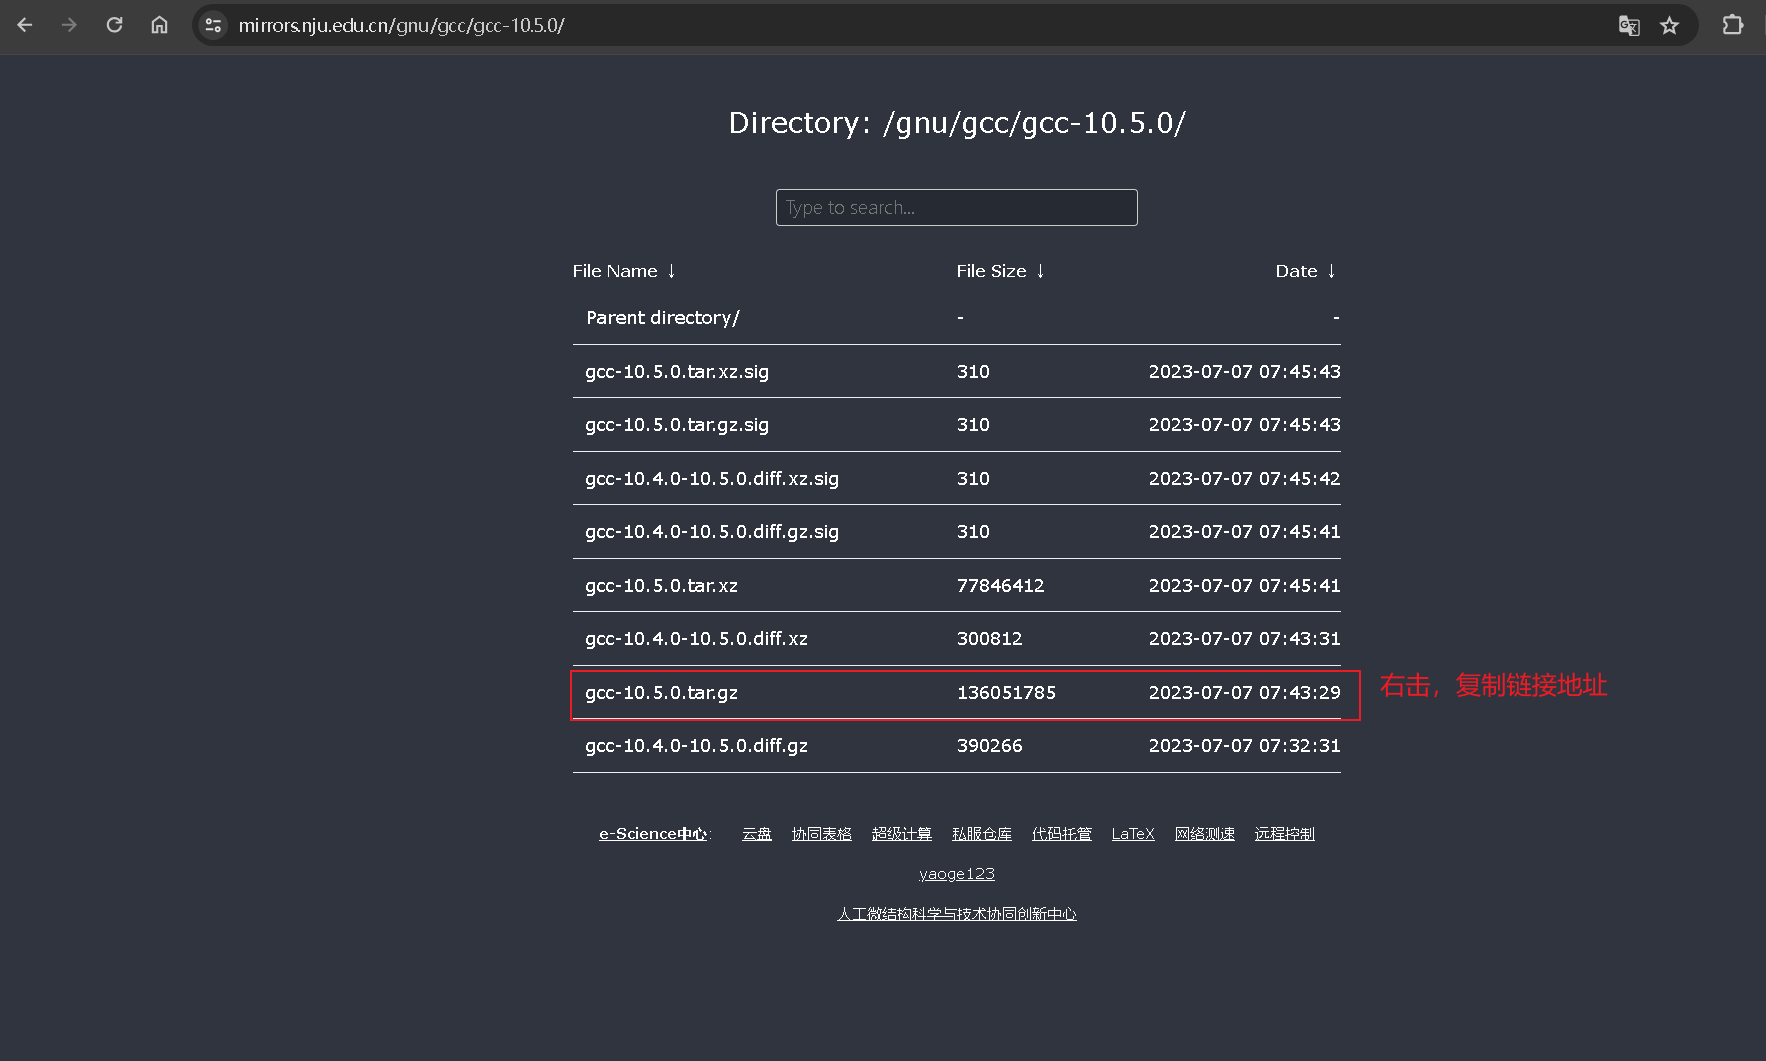 mirrors.nju.edu.cn/gnu/gcc/gcc-10.5.0/
Directory: /gnu/gcc/gcc-10.5.0/
Type to search...
File Name ↓ File Size ↓ Date ↓
Parent directory/ - -
gcc-10.5.0.tar.xz.sig 310 2023-07-07 07:45:43
gcc-10.5.0.tar.gz.sig 310 2023-07-07 07:45:43
gcc-10.4.0-10.5.0.diff.xz.sig 310 2023-07-07 07:45:42
gcc-10.4.0-10.5.0.diff.gz.sig 310 2023-07-07 07:45:41
gcc-10.5.0.tar.xz 77846412 2023-07-07 07:45:41
gcc-10.4.0-10.5.0.diff.xz 300812 2023-07-07 07:43:31
gcc-10.5.0.tar.gz 136051785 2023-07-07 07:43:29 右击，复制链接地址
gcc-10.4.0-10.5.0.diff.gz 390266 2023-07-07 07:32:31
e-Science中心: 云盘 协同表格 超级计算 私服仓库 代码托管 LaTeX 网络测速 远程控制
yaoge123
人工微结构科学与技术协同创新中心